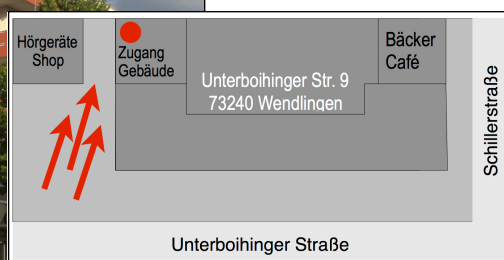 Hörgeräte
Shop
Zugang
Gebäude
Unterboihinger Str. 9
73240 Wendlingen
Bäcker
Café
Schillerstraße
Unterboihinger Straße